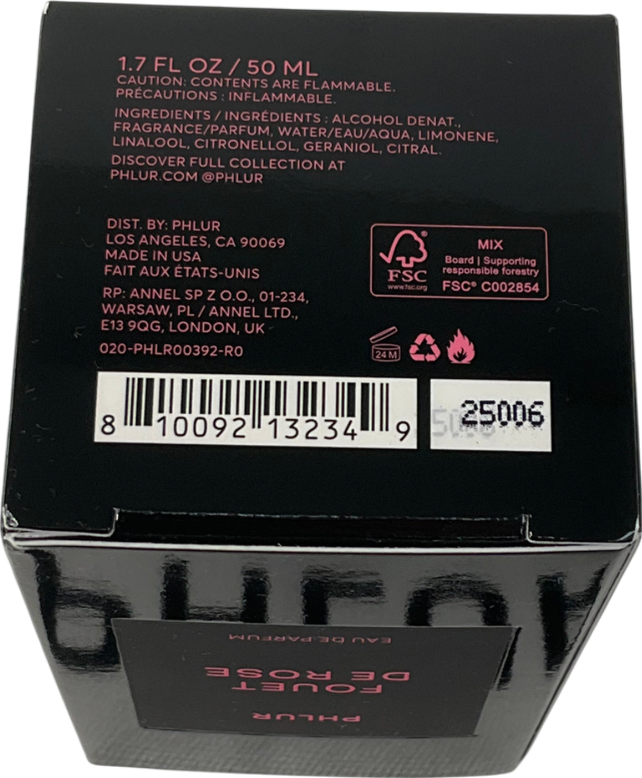 1.7 FL OZ / 50 ML
CAUTION: CONTENTS ARE FLAMMABLE.
PRÉCAUTIONS : INFLAMMABLE.
INGREDIENTS / INGRÉDIENTS : ALCOHOL DENAT.,
FRAGRANCE/PARFUM, WATER/EAU/AQUA, LIMONENE,
LINALOOL, CITRONELLOL, GERANIOL, CITRAL.
DISCOVER FULL COLLECTION AT
PHLUR.COM @PHLUR
DIST. BY: PHLUR
LOS ANGELES, CA 90069
MADE IN USA
FAIT AUX ÉTATS-UNIS
RP: ANNEL SP Z O.O., 01-234,
WARSAW, PL / ANNEL LTD.,
E13 9QG, LONDON, UK
020-PHLR00392-R0
FSC®
www.fsc.org
MIX
Board | Supporting
responsible forestry
FSC® C002854
24 M
8 10092 13234 9
25006
PHLUR
PHLUR
FOUET
DE ROSE
EAU DE PARFUM